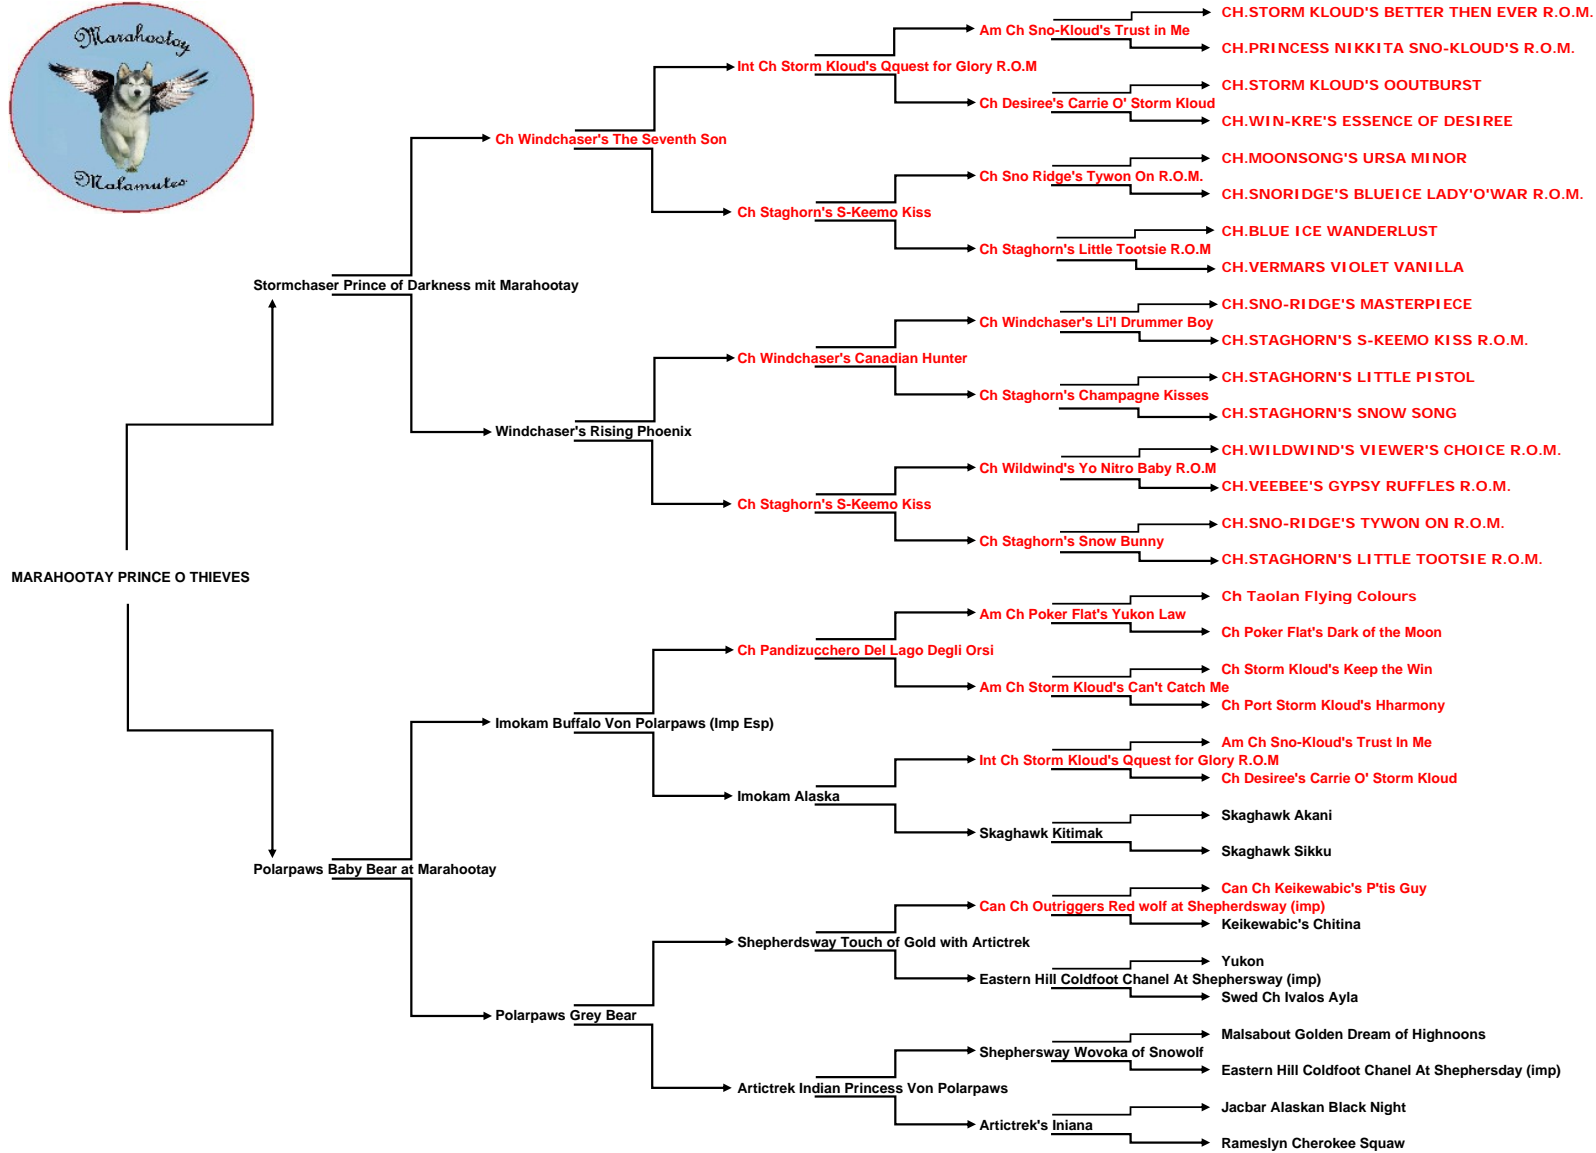 Marahootay
Malamutes
CH.STORM KLOUD'S BETTER THEN EVER R.O.M.
Am Ch Sno-Kloud's Trust in Me
CH.PRINCESS NIKKITA SNO-KLOUD'S R.O.M.
Int Ch Storm Kloud's Qquest for Glory R.O.M
CH.STORM KLOUD'S OOUTBURST
Ch Desiree's Carrie O' Storm Kloud
CH.WIN-KRE'S ESSENCE OF DESIREE
Ch Windchaser's The Seventh Son
CH.MOONSONG'S URSA MINOR
Ch Sno Ridge's Tywon On R.O.M.
CH.SNORIDGE'S BLUEICE LADY'O'WAR R.O.M.
Ch Staghorn's S-Keemo Kiss
CH.BLUE ICE WANDERLUST
Ch Staghorn's Little Tootsie R.O.M
CH.VERMARS VIOLET VANILLA
Stormchaser Prince of Darkness mit Marahootay
CH.SNO-RIDGE'S MASTERPIECE
Ch Windchaser's Li'l Drummer Boy
CH.STAGHORN'S S-KEEMO KISS R.O.M.
Ch Windchaser's Canadian Hunter
CH.STAGHORN'S LITTLE PISTOL
Ch Staghorn's Champagne Kisses
CH.STAGHORN'S SNOW SONG
Windchaser's Rising Phoenix
CH.WILDWIND'S VIEWER'S CHOICE R.O.M.
Ch Wildwind's Yo Nitro Baby R.O.M
CH.VEEBEE'S GYPSY RUFFLES R.O.M.
Ch Staghorn's S-Keemo Kiss
CH.SNO-RIDGE'S TYWON ON R.O.M.
Ch Staghorn's Snow Bunny
CH.STAGHORN'S LITTLE TOOTSIE R.O.M.
MARAHOOTAY PRINCE O THIEVES
Ch Taolan Flying Colours
Am Ch Poker Flat's Yukon Law
Ch Poker Flat's Dark of the Moon
Ch Pandizucchero Del Lago Degli Orsi
Ch Storm Kloud's Keep the Win
Am Ch Storm Kloud's Can't Catch Me
Ch Port Storm Kloud's Hharmony
Imokam Buffalo Von Polarpaws (Imp Esp)
Am Ch Sno-Kloud's Trust In Me
Int Ch Storm Kloud's Qquest for Glory R.O.M
Ch Desiree's Carrie O' Storm Kloud
Imokam Alaska
Skaghawk Akani
Skaghawk Kitimak
Skaghawk Sikku
Polarpaws Baby Bear at Marahootay
Can Ch Keikewabic's P'tis Guy
Can Ch Outriggers Red wolf at Shepherdsway (imp)
Keikewabic's Chitina
Shepherdsway Touch of Gold with Artictrek
Yukon
Eastern Hill Coldfoot Chanel At Shephersway (imp)
Swed Ch Ivalos Ayla
Polarpaws Grey Bear
Malsabout Golden Dream of Highnoons
Shephersway Wovoka of Snowolf
Eastern Hill Coldfoot Chanel At Shephersday (imp)
Artictrek Indian Princess Von Polarpaws
Jacbar Alaskan Black Night
Artictrek's Iniana
Rameslyn Cherokee Squaw